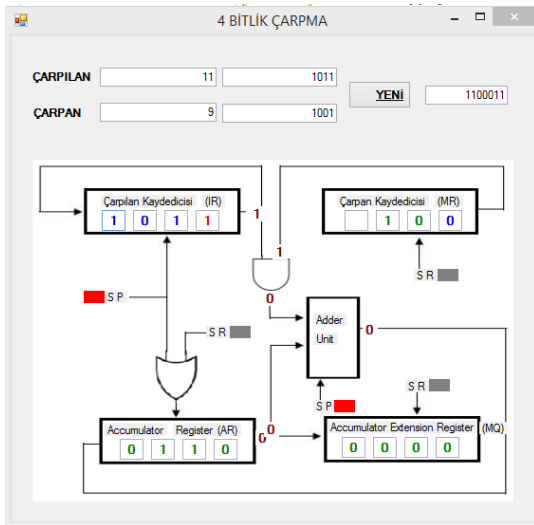 4 BİTLİK ÇARPMA
ÇARPILAN 11 1011
YENİ 1100011
ÇARPAN 9 1001
Çarpılan Kaydedicisi (IR)
1 0 1 1 1
Çarpan Kaydedicisi (MR)
1 0 0
1
0
S R
S P
S R
Adder
Unit
0
S P
S R
Accumulator Register (AR)
0 1 1 0 0 0
Accumulator Extension Register (MQ)
0 0 0 0